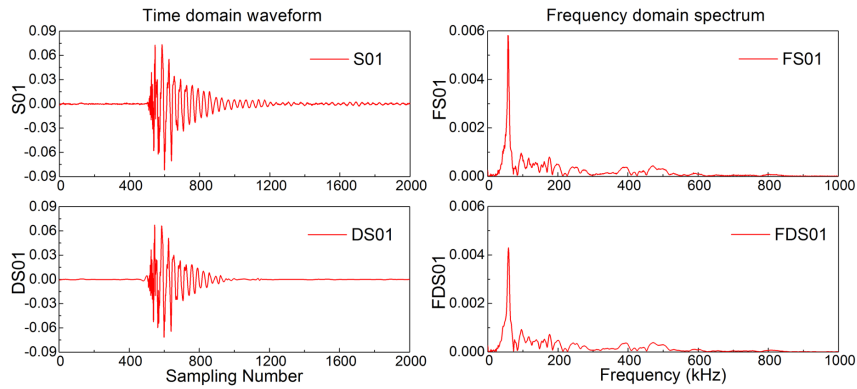 Time domain waveform
Frequency domain spectrum
0.09
0.06
0.03
0.00
-0.03
-0.06
-0.09
S01
S01
0 400 800 1200 1600 2000
0.006
0.004
0.002
0.000
FS01
FS01
0 200 400 600 800 1000
0.09
0.06
0.03
0.00
-0.03
-0.06
-0.09
DS01
DS01
0 400 800 1200 1600 2000
Sampling Number
0.006
0.004
0.002
0.000
FDS01
FDS01
0 200 400 600 800 1000
Frequency (kHz)